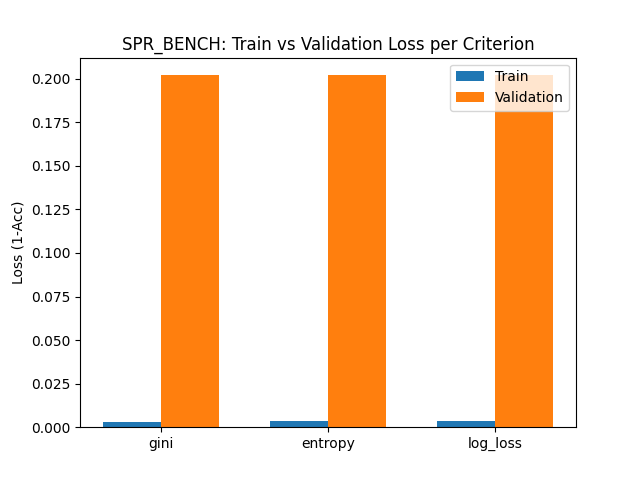 SPR_BENCH: Train vs Validation Loss per Criterion
Train
Validation
Loss (1-Acc)
0.200
0.175
0.150
0.125
0.100
0.075
0.050
0.025
0.000
gini
entropy
log_loss